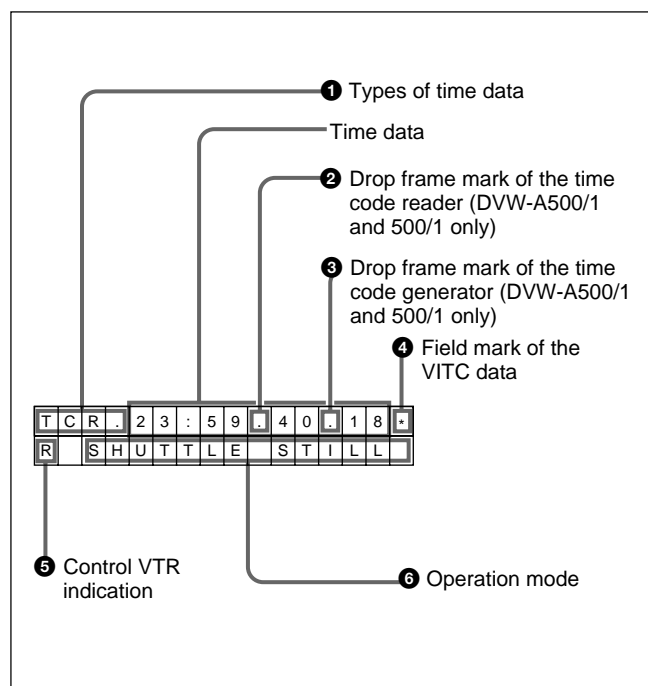 ❶ Types of time data
Time data
❷ Drop frame mark of the time
code reader (DVW-A500/1
and 500/1 only)
❸ Drop frame mark of the time
code generator (DVW-A500/1
and 500/1 only)
❹ Field mark of the
VITC data
TCR.23:59.40.18*
R SHUTTLE STILL
❺ Control VTR
indication
❻ Operation mode